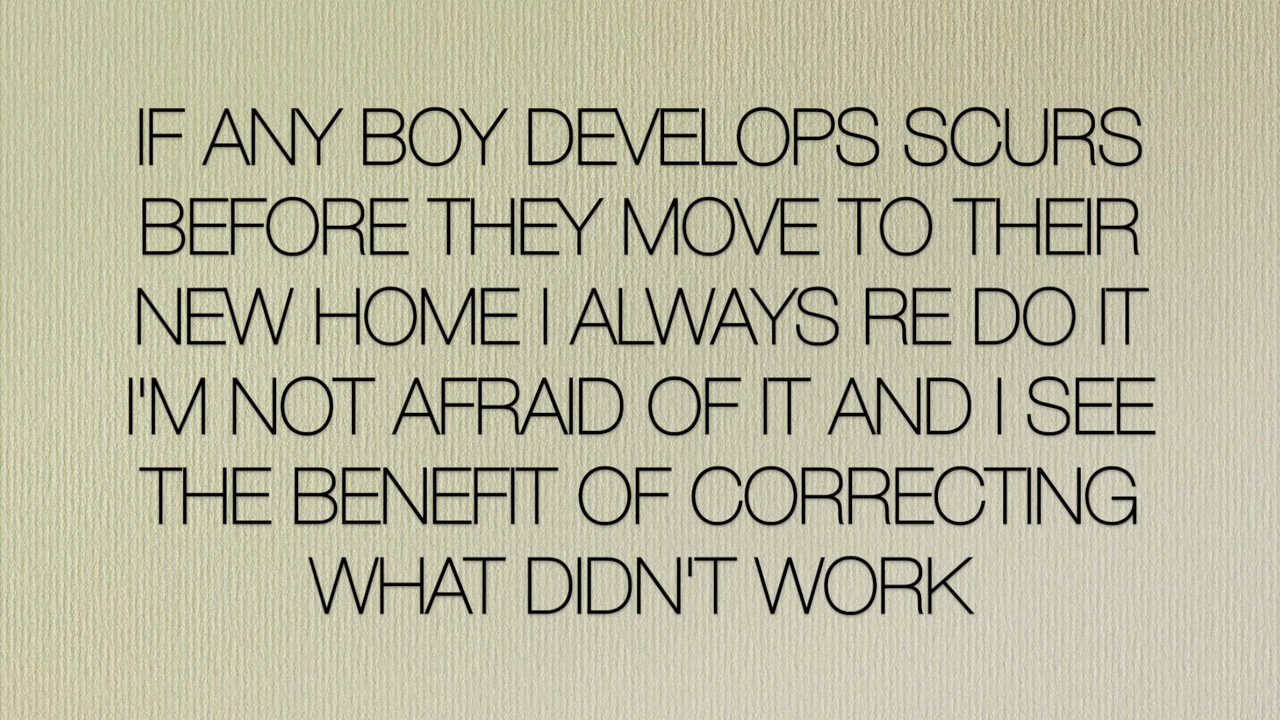 IF ANY BOY DEVELOPS SCURS
BEFORE THEY MOVE TO THEIR
NEW HOME I ALWAYS RE DO IT
I'M NOT AFRAID OF IT AND I SEE
THE BENEFIT OF CORRECTING
WHAT DIDN'T WORK